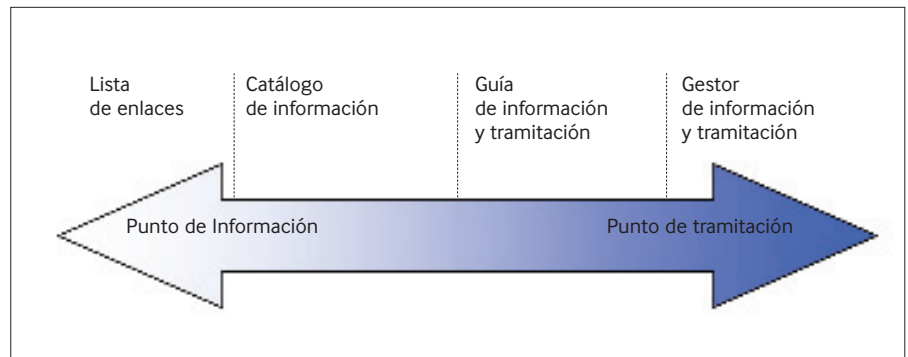 Lista
de enlaces
Catálogo
de información
Guía
de información
y tramitación
Gestor
de información
y tramitación
Punto de Información
Punto de tramitación